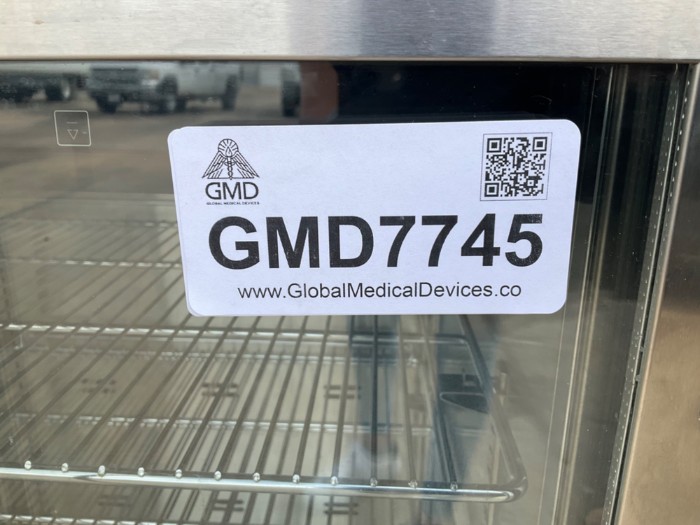 GMD
GLOBAL MEDICAL DEVICES
GMD7745
www.GlobalMedicalDevices.co